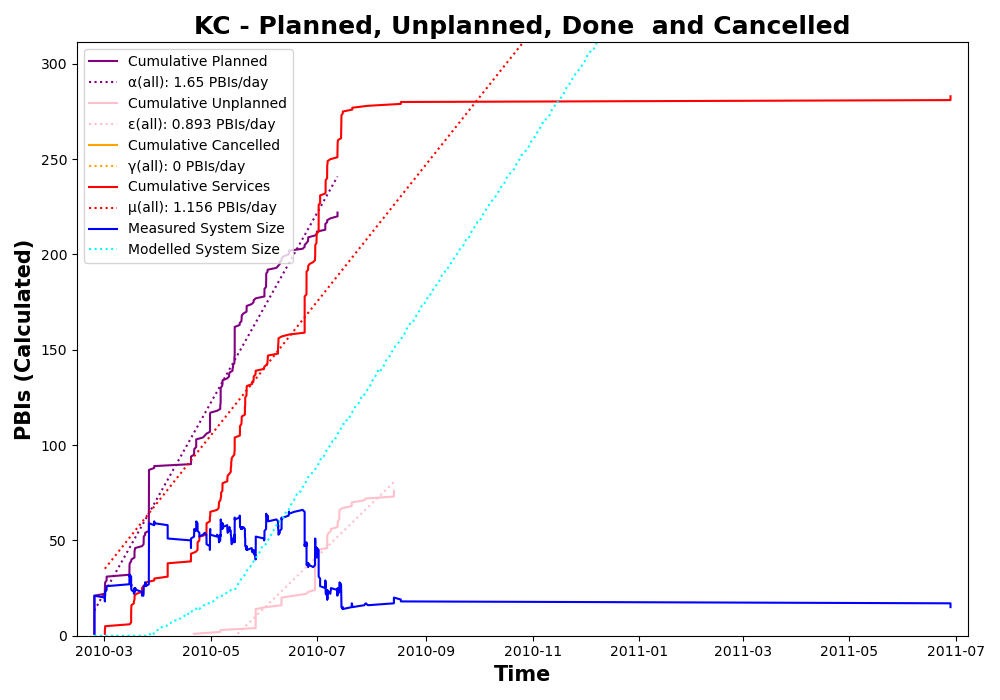 KC - Planned, Unplanned, Done  and Cancelled
Cumulative Planned
α(all): 1.65 PBIs/day
Cumulative Unplanned
ε(all): 0.893 PBIs/day
Cumulative Cancelled
γ(all): 0 PBIs/day
Cumulative Services
μ(all): 1.156 PBIs/day
Measured System Size
Modelled System Size
300
250
200
150
100
50
0
PBIs (Calculated)
2010-03 2010-05 2010-07 2010-09 2010-11 2011-01 2011-03 2011-05 2011-07
Time